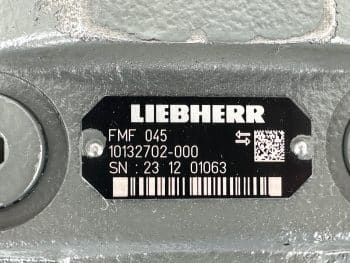 LIEBHERR
FMF 045
10132702-000
SN : 23 12 01063